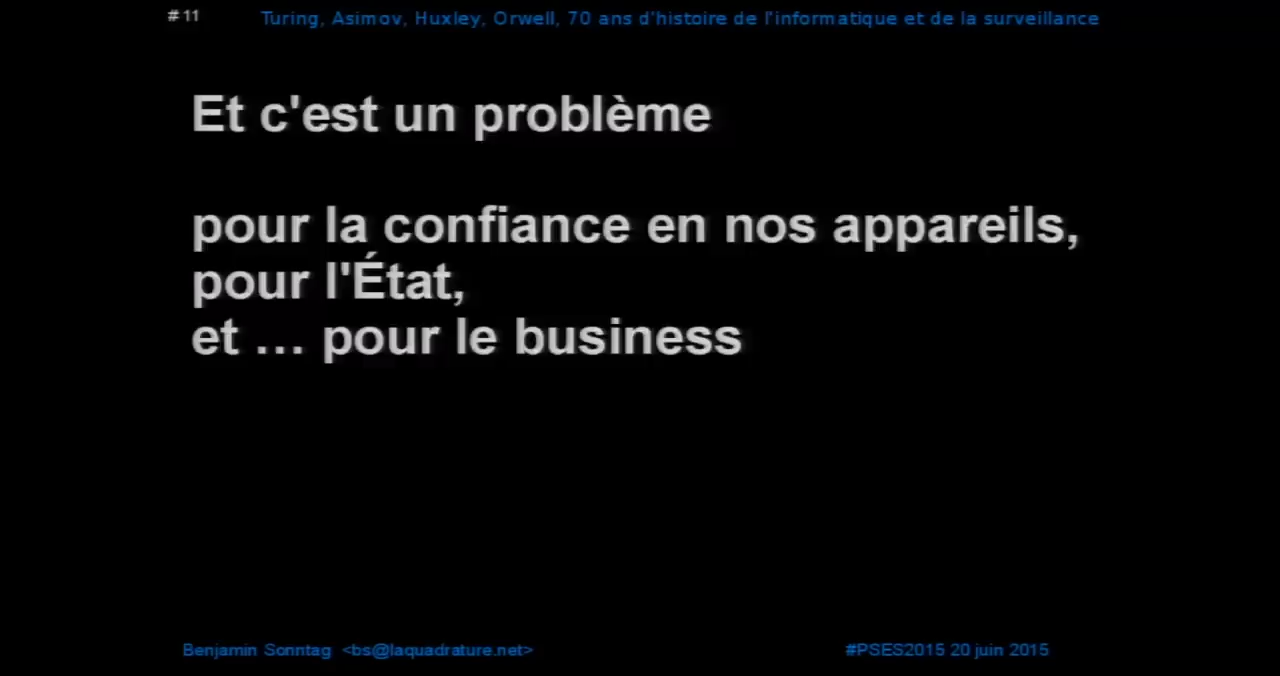 #11
Turing, Asimov, Huxley, Orwell, 70 ans d'histoire de l'informatique et de la surveillance
Et c'est un problème
pour la confiance en nos appareils,
pour l'État,
et … pour le business
Benjamin Sonntag <bs@laquadrature.net>
#PSES2015 20 juin 2015